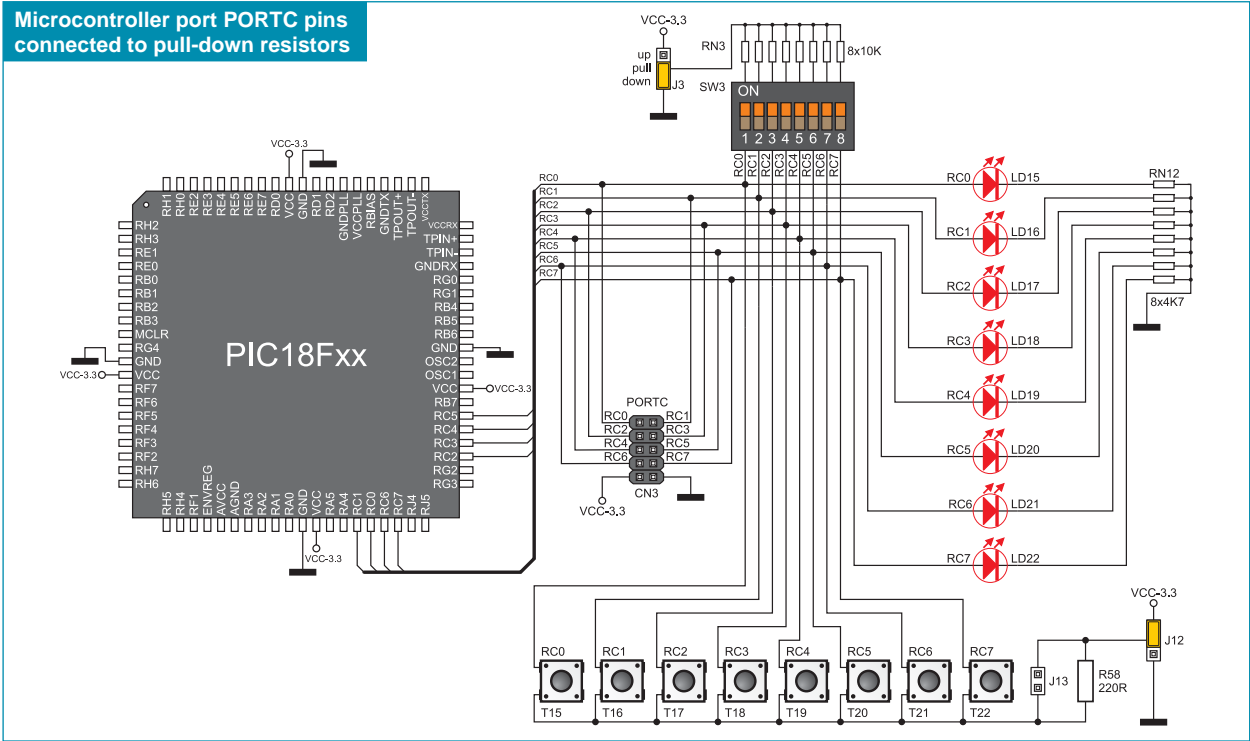 Microcontroller port PORTC pins
connected to pull-down resistors
VCC-3.3
up
pull
down
J3
RN3
8x10K
SW3
ON
1 2 3 4 5 6 7 8
RC0 RC1 RC2 RC3 RC4 RC5 RC6 RC7
VCC-3.3
RH1 RH0 RE2 RE3 RE4 RE5 RE6 RE7 RD0 VCC GND RD1 RD2 GNDPLL VCCPLL RBIAS GNDTX TPOUT+ TPOUT- VCCTX
RH2
RH3
RE1
RE0
RB0
RB1
RB2
RB3
MCLR
RG4
GND
VCC
RF7
RF6
RF5
RF4
RF3
RF2
RH7
RH6
VCC-3.3
PIC18Fxx
VCCRX
TPIN+
TPIN-
GNDRX
RG0
RG1
RB4
RB5
RB6
GND
OSC2
OSC1
VCC
RB7
RC5
RC4
RC3
RC2
RG2
RG3
VCC-3.3
RH5 RH4 RF1 ENVREG AVCC AGND RA3 RA2 RA1 RA0 GND VCC RA5 RA4 RC1 RC0 RC6 RC7 RJ4 RJ5
VCC-3.3
RC0
RC1
RC2
RC3
RC4
RC5
RC6
RC7
PORTC
RC0 RC1
RC2 RC3
RC4 RC5
RC6 RC7
CN3
VCC-3.3
RC0 LD15
RC1 LD16
RC2 LD17
RC3 LD18
RC4 LD19
RC5 LD20
RC6 LD21
RC7 LD22
RN12
8x4K7
RC0 RC1 RC2 RC3 RC4 RC5 RC6 RC7
T15 T16 T17 T18 T19 T20 T21 T22
J13
R58
220R
VCC-3.3
J12